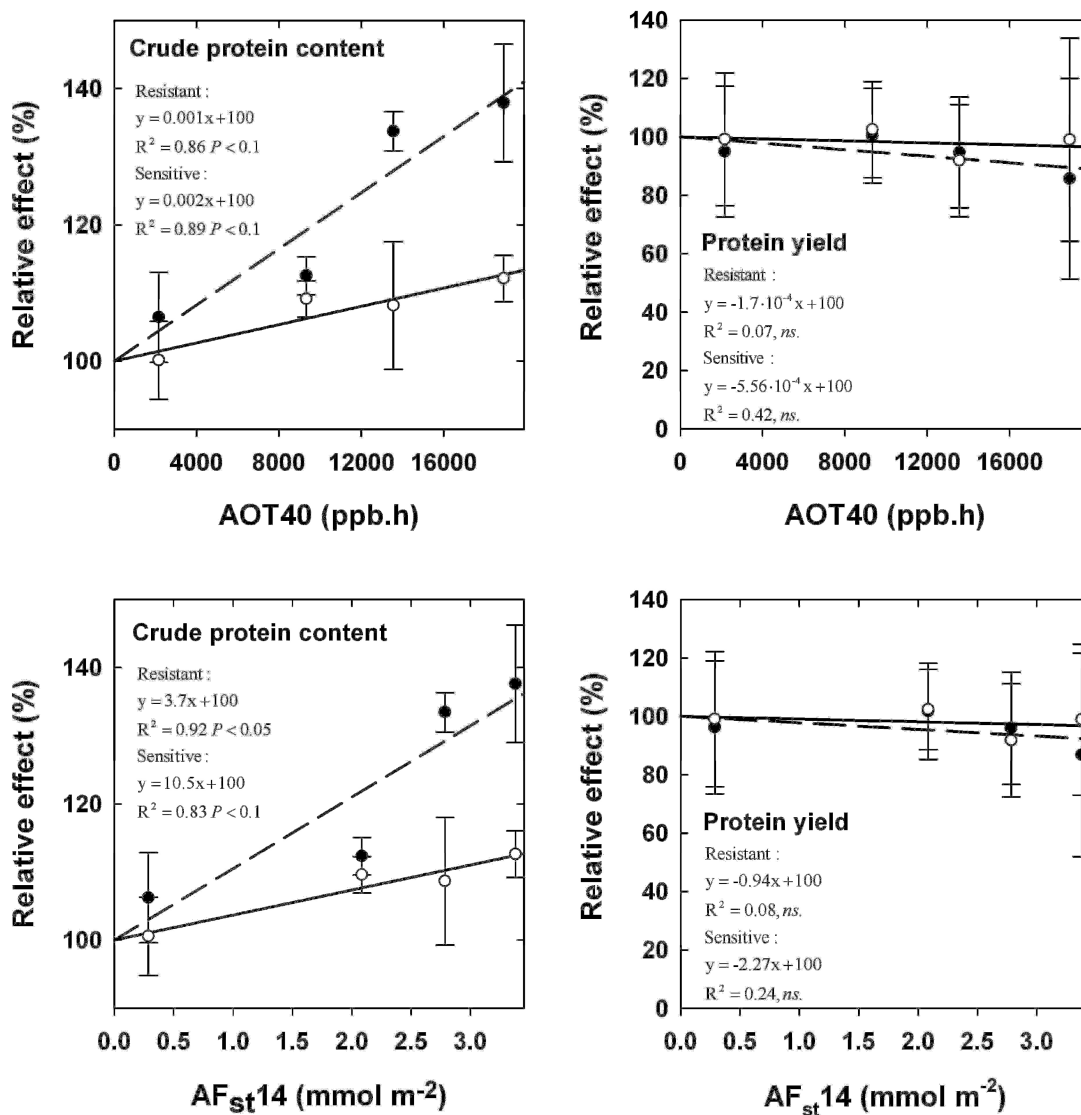 Relative effect (%)
140
120
100
Crude protein content
Resistant :
y = 0.001x+100
R² = 0.86 P < 0.1
Sensitive :
y = 0.002x+100
R² = 0.89 P < 0.1
0 4000 8000 12000 16000
AOT40 (ppb.h)
Relative effect (%)
140
120
100
80
60
40
20
0
Protein yield
Resistant :
y = -1.7·10⁻⁴ x +100
R² = 0.07, ns.
Sensitive :
y = -5.56·10⁻⁴ x +100
R² = 0.42, ns.
0 4000 8000 12000 16000
AOT40 (ppb.h)
Relative effect (%)
140
120
100
Crude protein content
Resistant :
y = 3.7x+100
R² = 0.92 P < 0.05
Sensitive :
y = 10.5x+100
R² = 0.83 P < 0.1
0.0 0.5 1.0 1.5 2.0 2.5 3.0
AFst14 (mmol m-2)
Relative effect (%)
140
120
100
80
60
40
20
0
Protein yield
Resistant :
y = -0.94x+100
R² = 0.08, ns.
Sensitive :
y = -2.27x+100
R² = 0.24, ns.
0.0 0.5 1.0 1.5 2.0 2.5 3.0
AFst14 (mmol m-2)